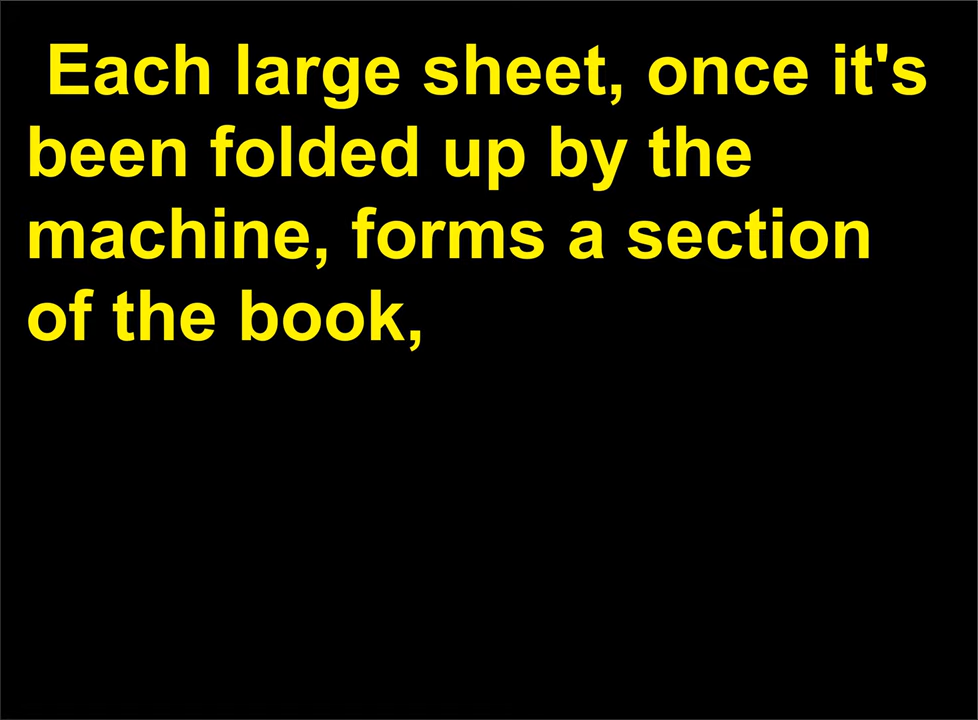 Each large sheet, once it's
been folded up by the
machine, forms a section
of the book,